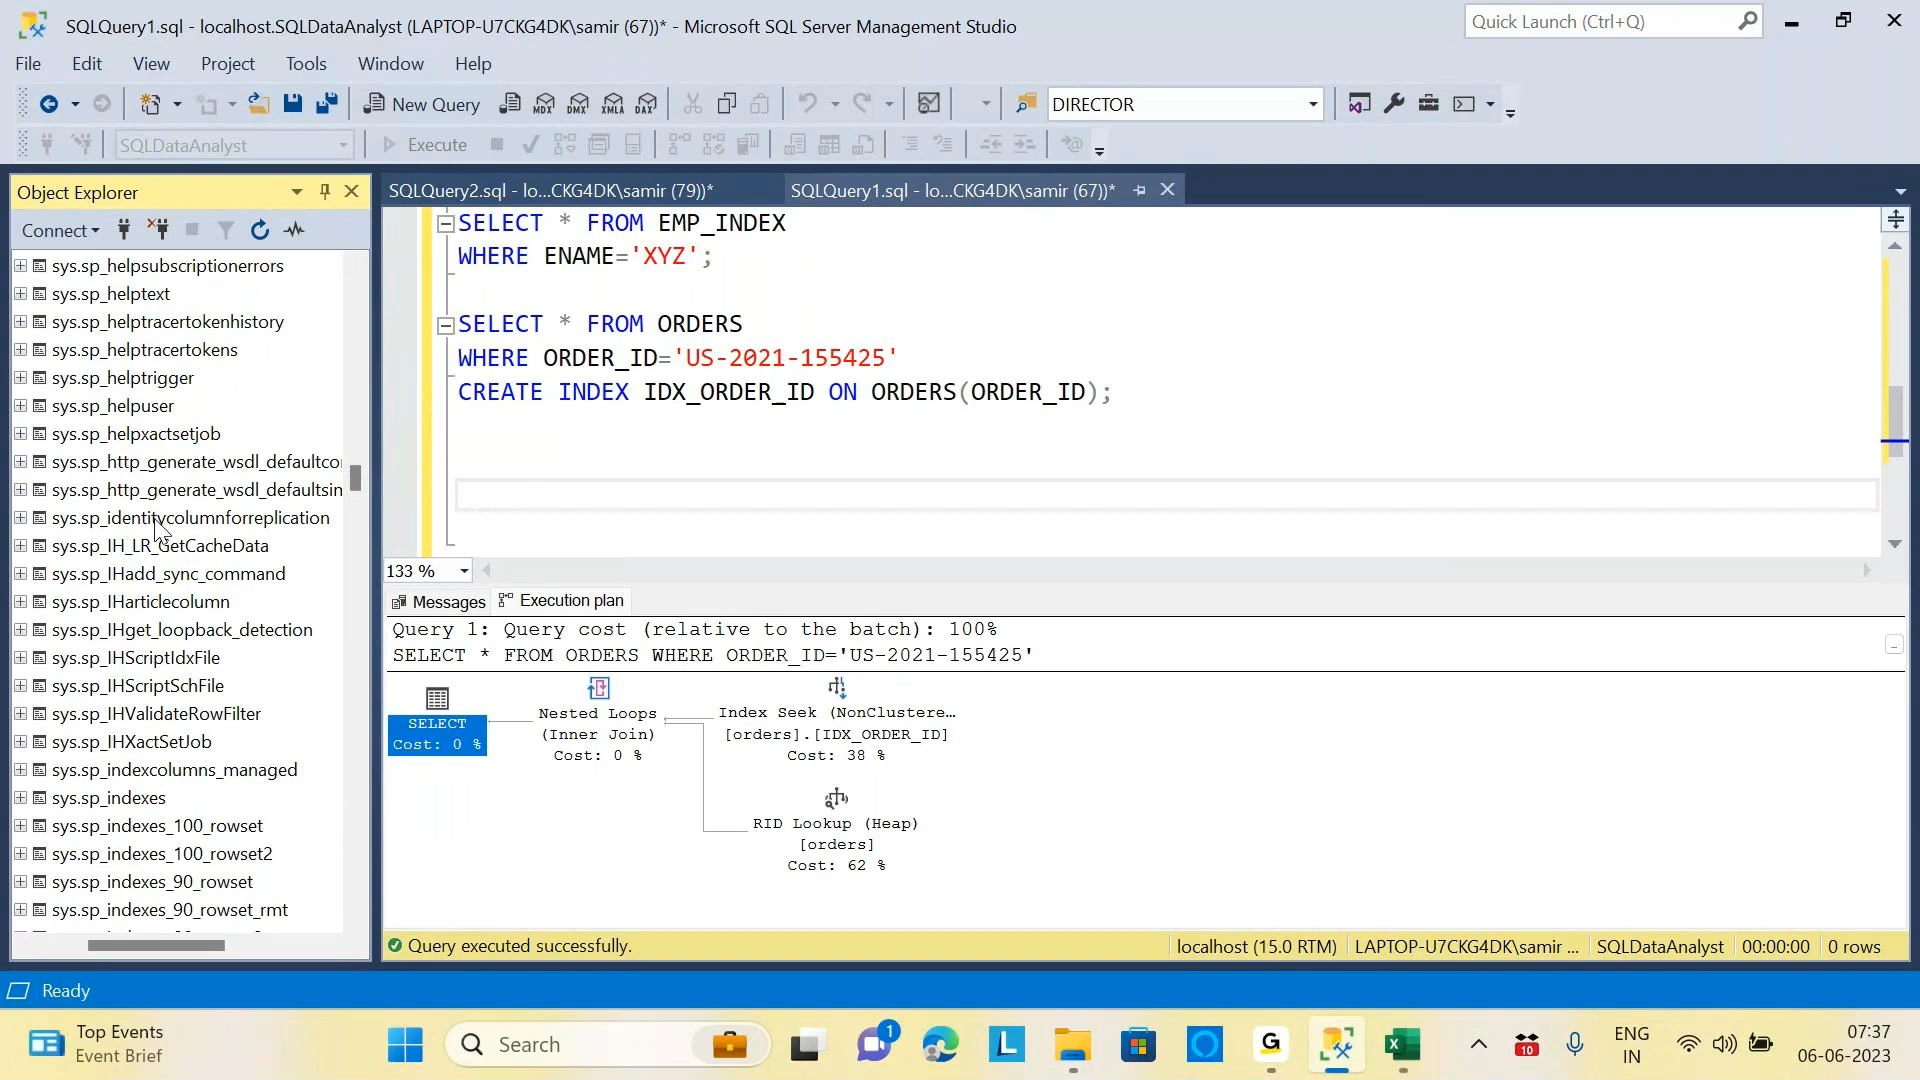 SQLQuery1.sql - localhost.SQLDataAnalyst (LAPTOP-U7CKG4DK\samir (67))* - Microsoft SQL Server Management Studio
Quick Launch (Ctrl+Q)
File Edit View Project Tools Window Help
New Query MDX DMX XMLA DAX DIRECTOR
SQLDataAnalyst Execute
Object Explorer
Connect
sys.sp_helpsubscriptionerrors
sys.sp_helptext
sys.sp_helptracertokenhistory
sys.sp_helptracertokens
sys.sp_helptrigger
sys.sp_helpuser
sys.sp_helpxactsetjob
sys.sp_http_generate_wsdl_defaultco
sys.sp_http_generate_wsdl_defaultsim
sys.sp_identitycolumnforreplication
sys.sp_IH_LR_GetCacheData
sys.sp_IHadd_sync_command
sys.sp_IHarticlecolumn
sys.sp_IHget_loopback_detection
sys.sp_IHScriptIdxFile
sys.sp_IHScriptSchFile
sys.sp_IHValidateRowFilter
sys.sp_IHXactSetJob
sys.sp_indexcolumns_managed
sys.sp_indexes
sys.sp_indexes_100_rowset
sys.sp_indexes_100_rowset2
sys.sp_indexes_90_rowset
sys.sp_indexes_90_rowset_rmt
SQLQuery2.sql - lo...CKG4DK\samir (79))* SQLQuery1.sql - lo...CKG4DK\samir (67))*
SELECT * FROM EMP_INDEX
WHERE ENAME='XYZ';
SELECT * FROM ORDERS
WHERE ORDER_ID='US-2021-155425'
CREATE INDEX IDX_ORDER_ID ON ORDERS(ORDER_ID);
133 %
Messages Execution plan
Query 1: Query cost (relative to the batch): 100%
SELECT * FROM ORDERS WHERE ORDER_ID='US-2021-155425'
SELECT
Cost: 0 %
Nested Loops
(Inner Join)
Cost: 0 %
Index Seek (NonClustere…
[orders].[IDX_ORDER_ID]
Cost: 38 %
RID Lookup (Heap)
[orders]
Cost: 62 %
Query executed successfully. localhost (15.0 RTM) LAPTOP-U7CKG4DK\samir ... SQLDataAnalyst 00:00:00 0 rows
Ready
Top Events
Event Brief
Search
1
L
G
X
10
ENG
IN
07:37
06-06-2023